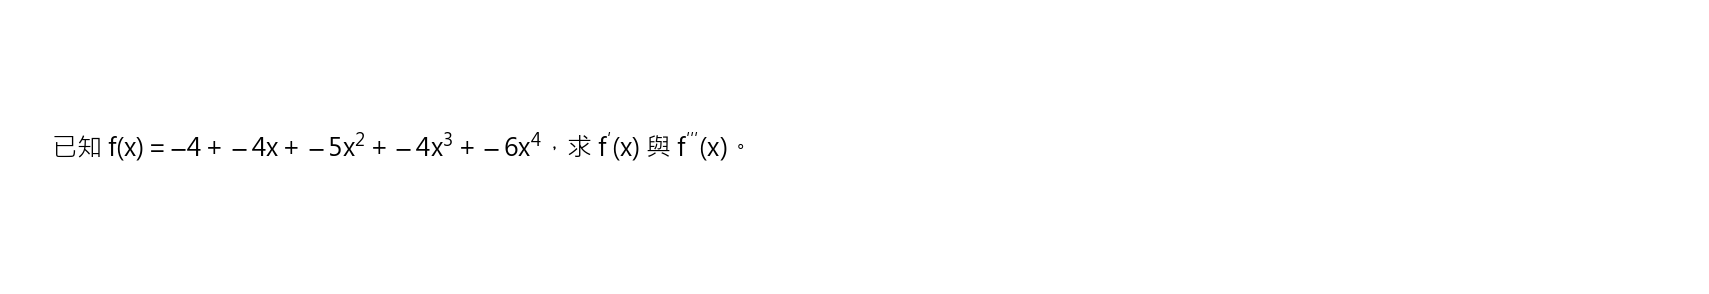 已知 f(x) = −4 + −4x + −5x² + −4x³ + −6x⁴，求 f′(x) 與 f′′′(x)。